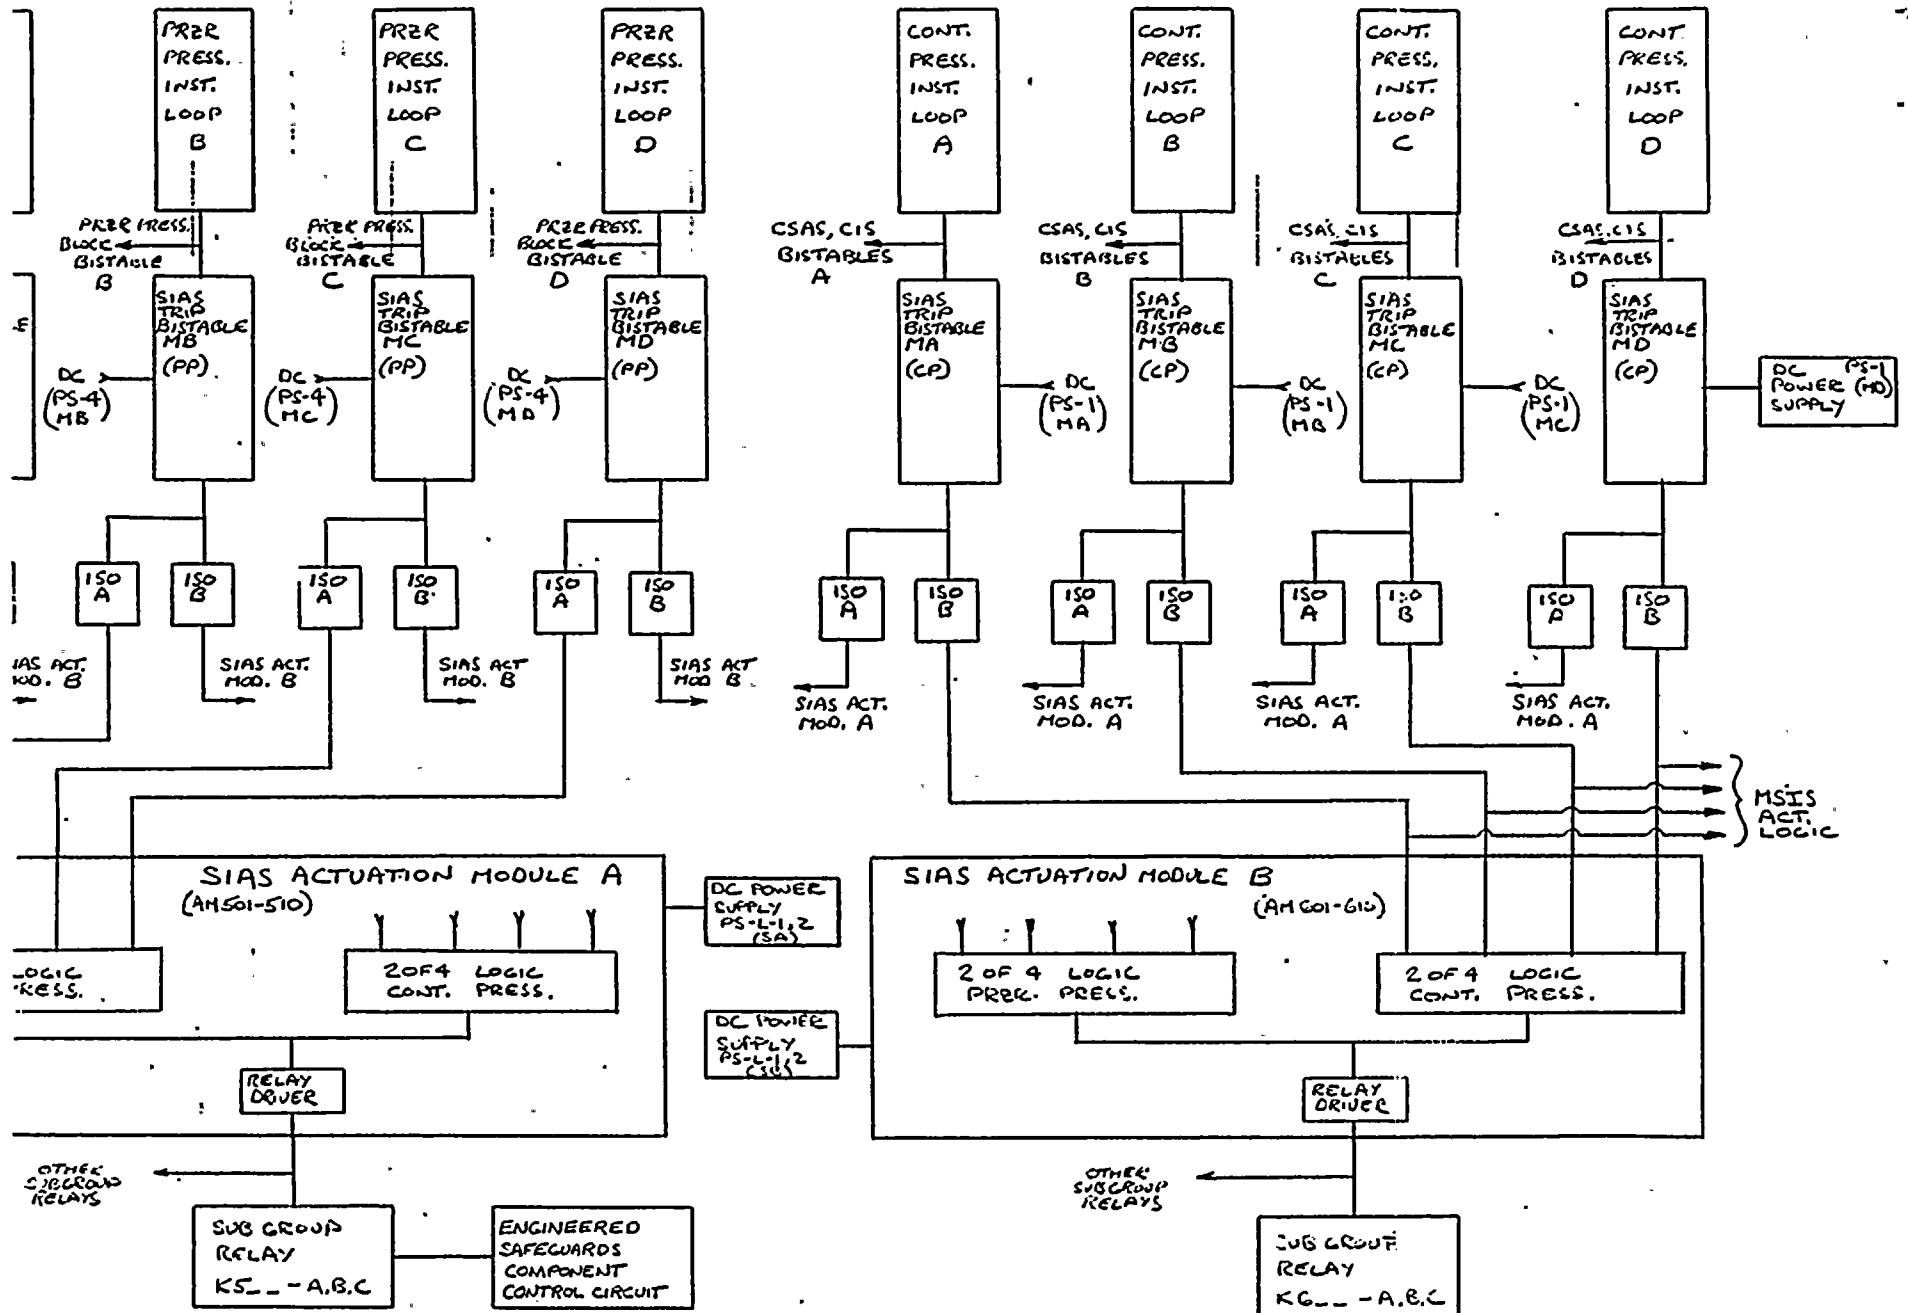 PRZR
PRESS.
INST.
LOOP
B
PRZR
PRESS.
INST.
LOOP
C
PRZR
PRESS.
INST.
LOOP
D
CONT.
PRESS.
INST.
LOOP
A
CONT.
PRESS.
INST.
LOOP
B
CONT.
PRESS.
INST.
LOOP
C
CONT.
PRESS.
INST.
LOOP
D
PRZR PRESS.
BLOCK
BISTABLE
B
PRZR PRESS.
BLOCK
BISTABLE
C
PRZR PRESS.
BLOCK
BISTABLE
D
CSAS, CIS
BISTABLES
A
CSAS, CIS
BISTABLES
B
CSAS, CIS
BISTABLES
C
CSAS, CIS
BISTABLES
D
SIAS
TRIP
BISTABLE
MB
(PP)
SIAS
TRIP
BISTABLE
MC
(PP)
SIAS
TRIP
BISTABLE
MD
(PP)
SIAS
TRIP
BISTABLE
MA
(CP)
SIAS
TRIP
BISTABLE
MB
(CP)
SIAS
TRIP
BISTABLE
MC
(CP)
SIAS
TRIP
BISTABLE
MD
(CP)
DC
(PS-4
MB)
DC
(PS-4
MC)
DC
(PS-4
MD)
DC
(PS-1
MA)
DC
(PS-1
MB)
DC
(PS-1
MC)
DC PS-1
POWER (MD)
SUPPLY
ISO
A
ISO
B
ISO
A
ISO
B
ISO
A
ISO
B
ISO
A
ISO
B
ISO
A
ISO
B
ISO
A
ISO
B
ISO
A
ISO
B
IAS ACT.
MOD. B
SIAS ACT.
MOD. B
SIAS ACT
MOD. B
SIAS ACT
MOD B
SIAS ACT.
MOD. A
SIAS ACT.
MOD. A
SIAS ACT.
MOD. A
SIAS ACT.
MOD. A
MSIS
ACT.
LOGIC
SIAS ACTUATION MODULE A
(AM501-510)
DC POWER
SUPPLY
PS-L-1,2
(SA)
SIAS ACTUATION MODULE B
(AM601-610)
LOGIC
RESS.
2 OF 4 LOGIC
CONT. PRESS.
2 OF 4 LOGIC
PRZR. PRESS.
2 OF 4 LOGIC
CONT. PRESS.
DC POWER
SUPPLY
PS-L-1,2
RELAY
DRIVER
RELAY
DRIVER
OTHER
SUBGROUP
RELAYS
OTHER
SUBGROUP
RELAYS
SUB GROUP
RELAY
K5__-A.B.C
ENGINEERED
SAFEGUARDS
COMPONENT
CONTROL CIRCUIT
SUB GROUP
RELAY
K6__-A.B.C